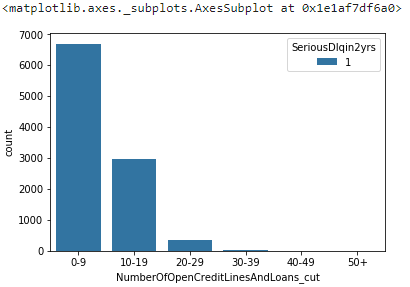 <matplotlib.axes._subplots.AxesSubplot at 0x1e1af7df6a0>
SeriousDlqin2yrs
1
7000
6000
5000
4000
3000
2000
1000
0
count
0-9 10-19 20-29 30-39 40-49 50+
NumberOfOpenCreditLinesAndLoans_cut